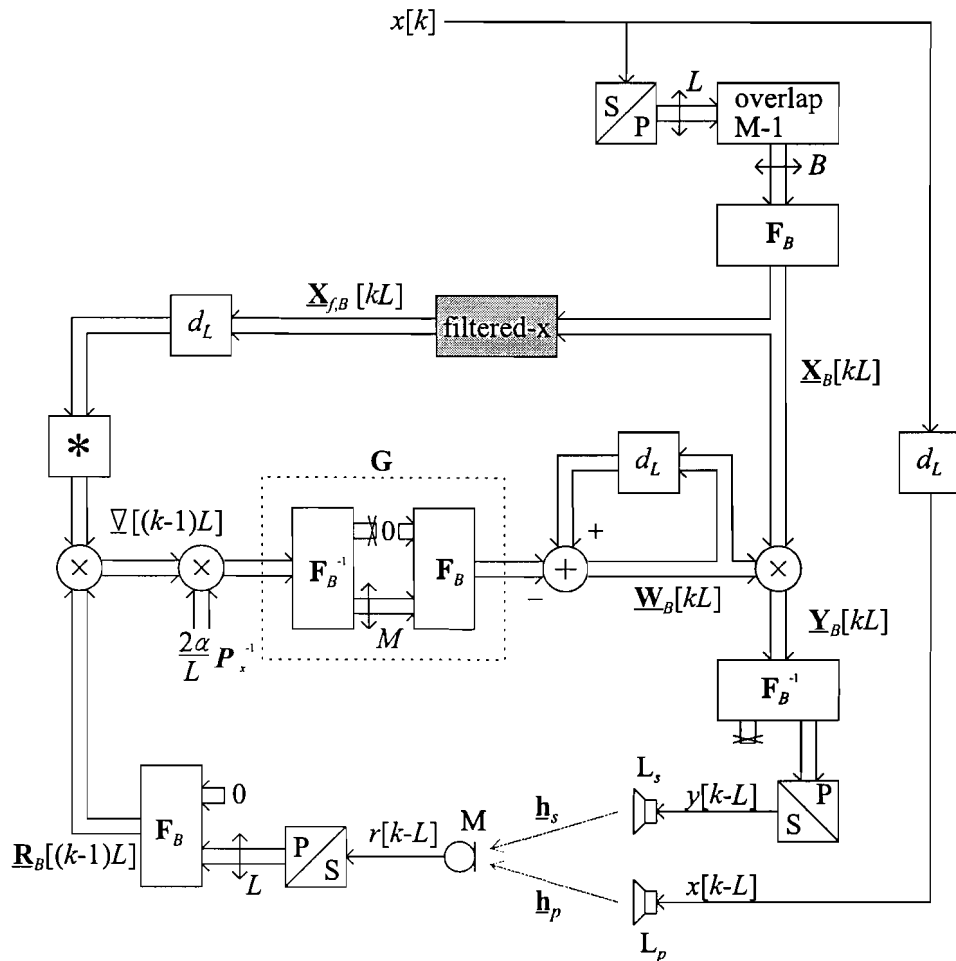 x[k]
S
P
L
overlap
M-1
B
F_B
X_{f,B} [kL]
d_L
filtered-x
X_B[kL]
*
d_L
d_L
G
∇[(k-1)L]
0
+
×
×
F_B^{-1}
F_B
+
×
−
W_B[kL]
Y_B[kL]
M
2α/L P_x^{-1}
F_B^{-1}
L_s
P
S
y[k-L]
h_s
0
F_B
M
r[k-L]
P
S
R_B[(k-1)L]
L
h_p
x[k-L]
L_p